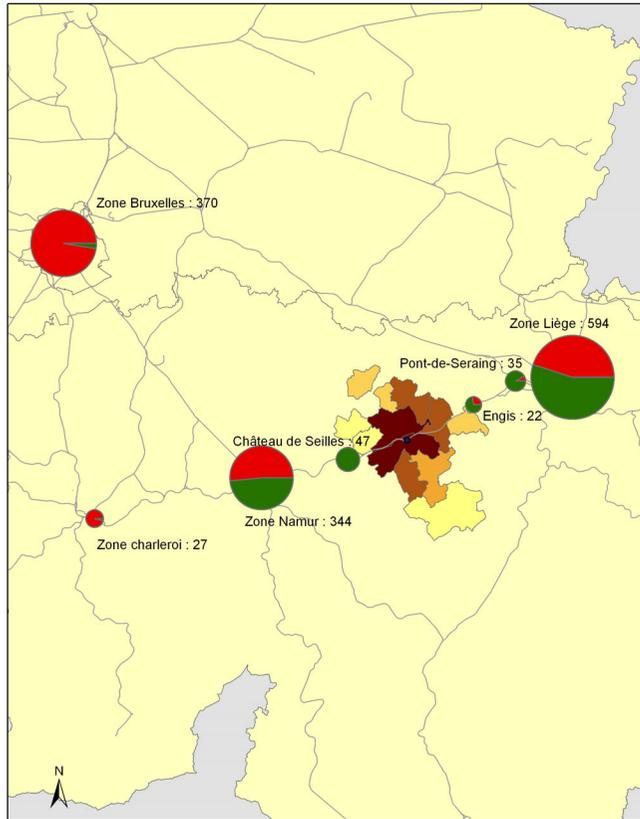 Zone Bruxelles : 370
Zone Liège : 594
Pont-de-Seraing : 35
Engis : 22
Château de Seilles : 47
Zone Namur : 344
Zone charleroi : 27
N